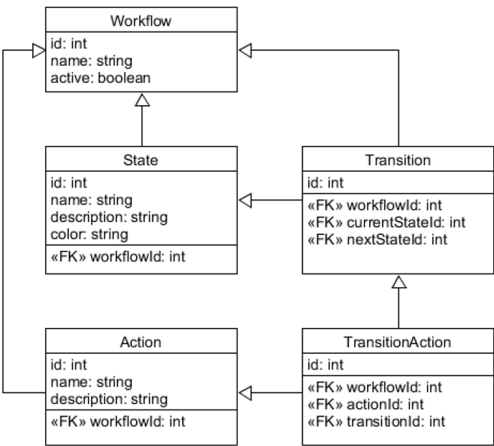 Workflow
id: int
name: string
active: boolean
State
id: int
name: string
description: string
color: string
«FK» workflowId: int
Transition
id: int
«FK» workflowId: int
«FK» currentStateId: int
«FK» nextStateId: int
Action
id: int
name: string
description: string
«FK» workflowId: int
TransitionAction
id: int
«FK» workflowId: int
«FK» actionId: int
«FK» transitionId: int